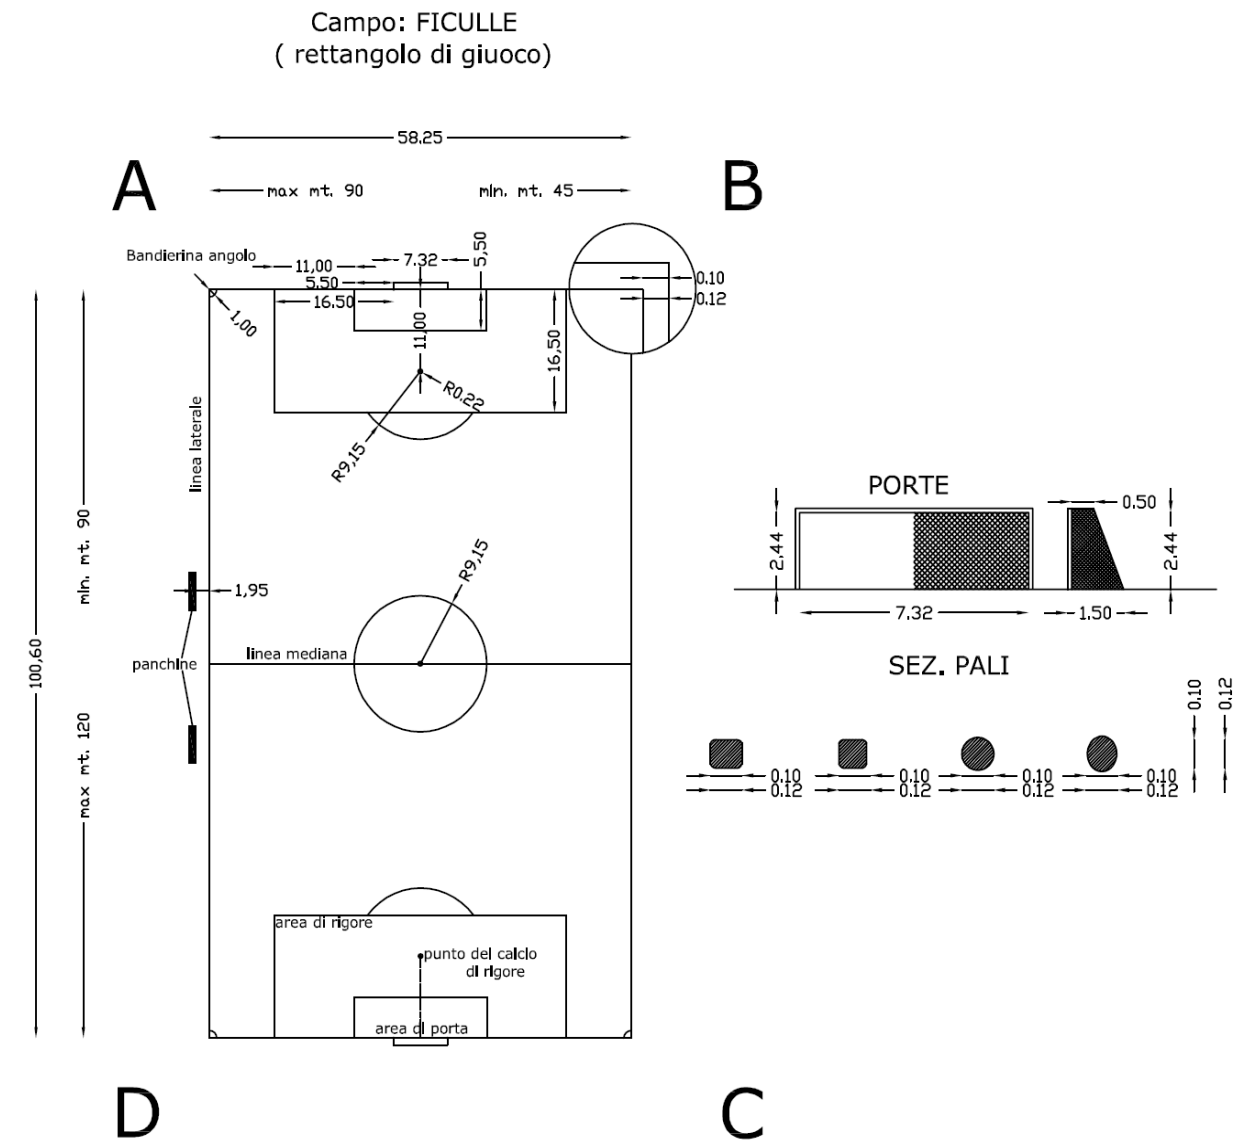 Campo: FICULLE
( rettangolo di giuoco)
58.25
A
B
max mt. 90
min. mt. 45
Bandierina angolo
11,00
7.32
5,50
5.50
16.50
0.10
0.12
1,00
11,00
16,50
R0.22
R9,15
linea laterale
min. mt. 90
PORTE
0.50
2,44
2.44
7.32
1.50
R9,15
1,95
linea mediana
panchine
100,60
max mt. 120
SEZ. PALI
0.10
0.12
0.10
0.10
0.10
0.10
0.12
0.12
0.12
0.12
area di rigore
punto del calcio
di rigore
area di porta
D
C